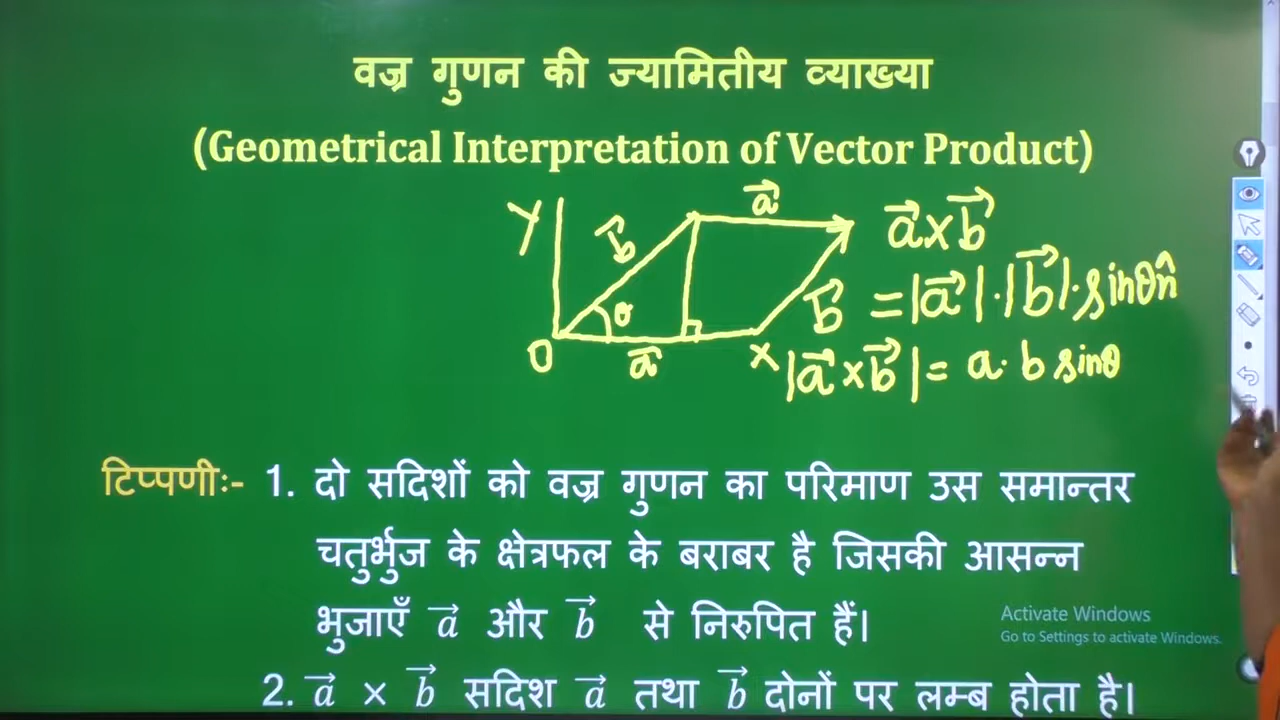 वज्र गुणन की ज्यामितीय व्याख्या
(Geometrical Interpretation of Vector Product)
Y
b⃗
a⃗
a⃗×b⃗
θ
b⃗
=|a⃗|·|b⃗|·sinθn̂
O
a⃗
X
|a⃗×b⃗|= a·b sinθ
टिप्पणीः- 1. दो सदिशों को वज्र गुणन का परिमाण उस समान्तर
चतुर्भुज के क्षेत्रफल के बराबर है जिसकी आसन्न
भुजाएँ a⃗ और b⃗ से निरुपित हैं।
Activate Windows
Go to Settings to activate Windows.
2. a⃗ × b⃗ सदिश a⃗ तथा b⃗ दोनों पर लम्ब होता है।